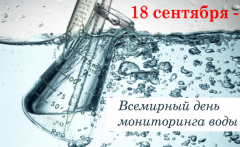 18 сентября -
Всемирный день
мониторинга воды